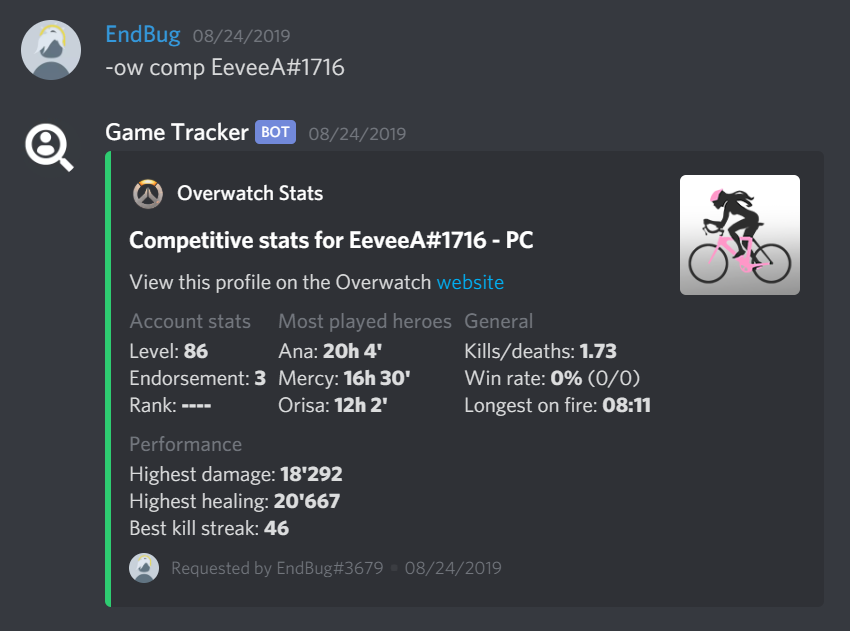 EndBug 08/24/2019
-ow comp EeveeA#1716
Game Tracker BOT 08/24/2019
Overwatch Stats
Competitive stats for EeveeA#1716 - PC
View this profile on the Overwatch website
Account stats Most played heroes General
Level: 86 Ana: 20h 4' Kills/deaths: 1.73
Endorsement: 3 Mercy: 16h 30' Win rate: 0% (0/0)
Rank: ---- Orisa: 12h 2' Longest on fire: 08:11
Performance
Highest damage: 18'292
Highest healing: 20'667
Best kill streak: 46
Requested by EndBug#3679 • 08/24/2019